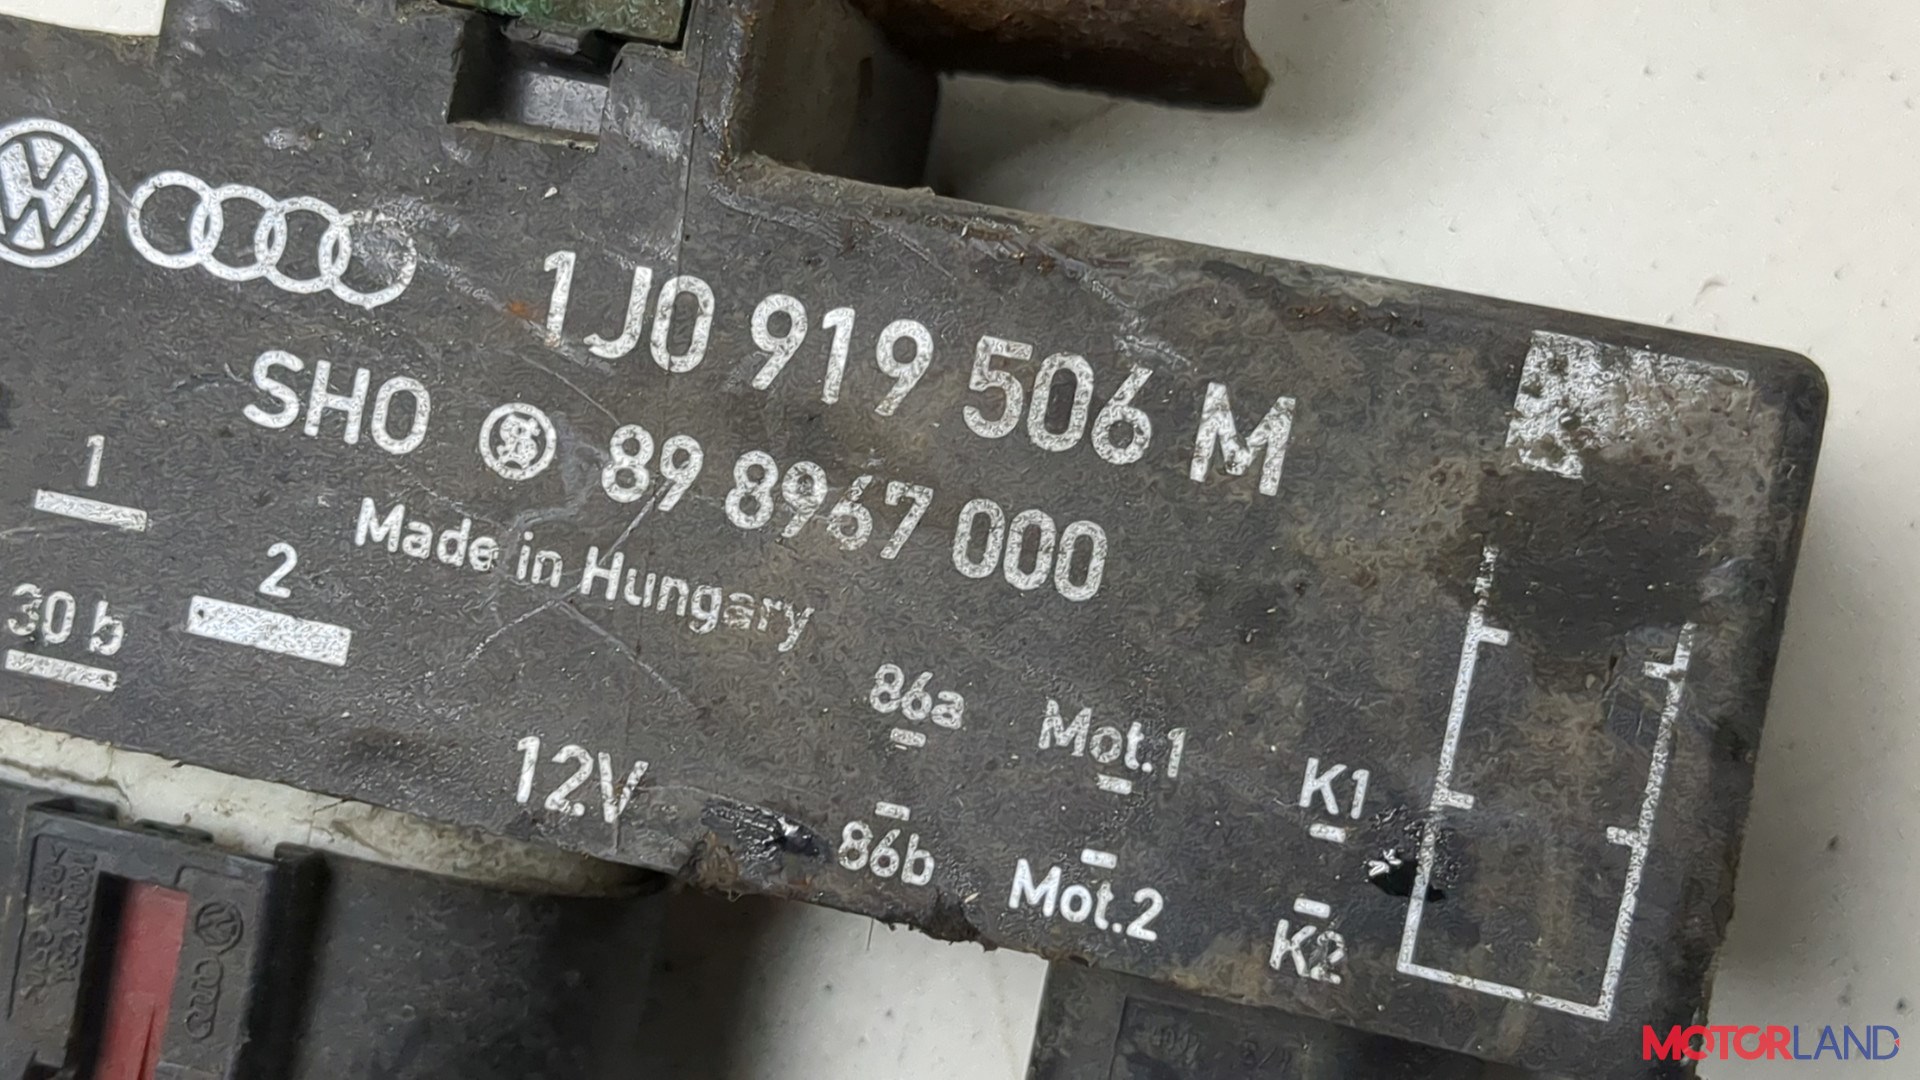 1J0 919 506 M
SHO 89 8967 000
Made in Hungary
1
2
30 b
12V
86a
Mot.1
K1
86b
Mot.2
K2
MOTORLAND